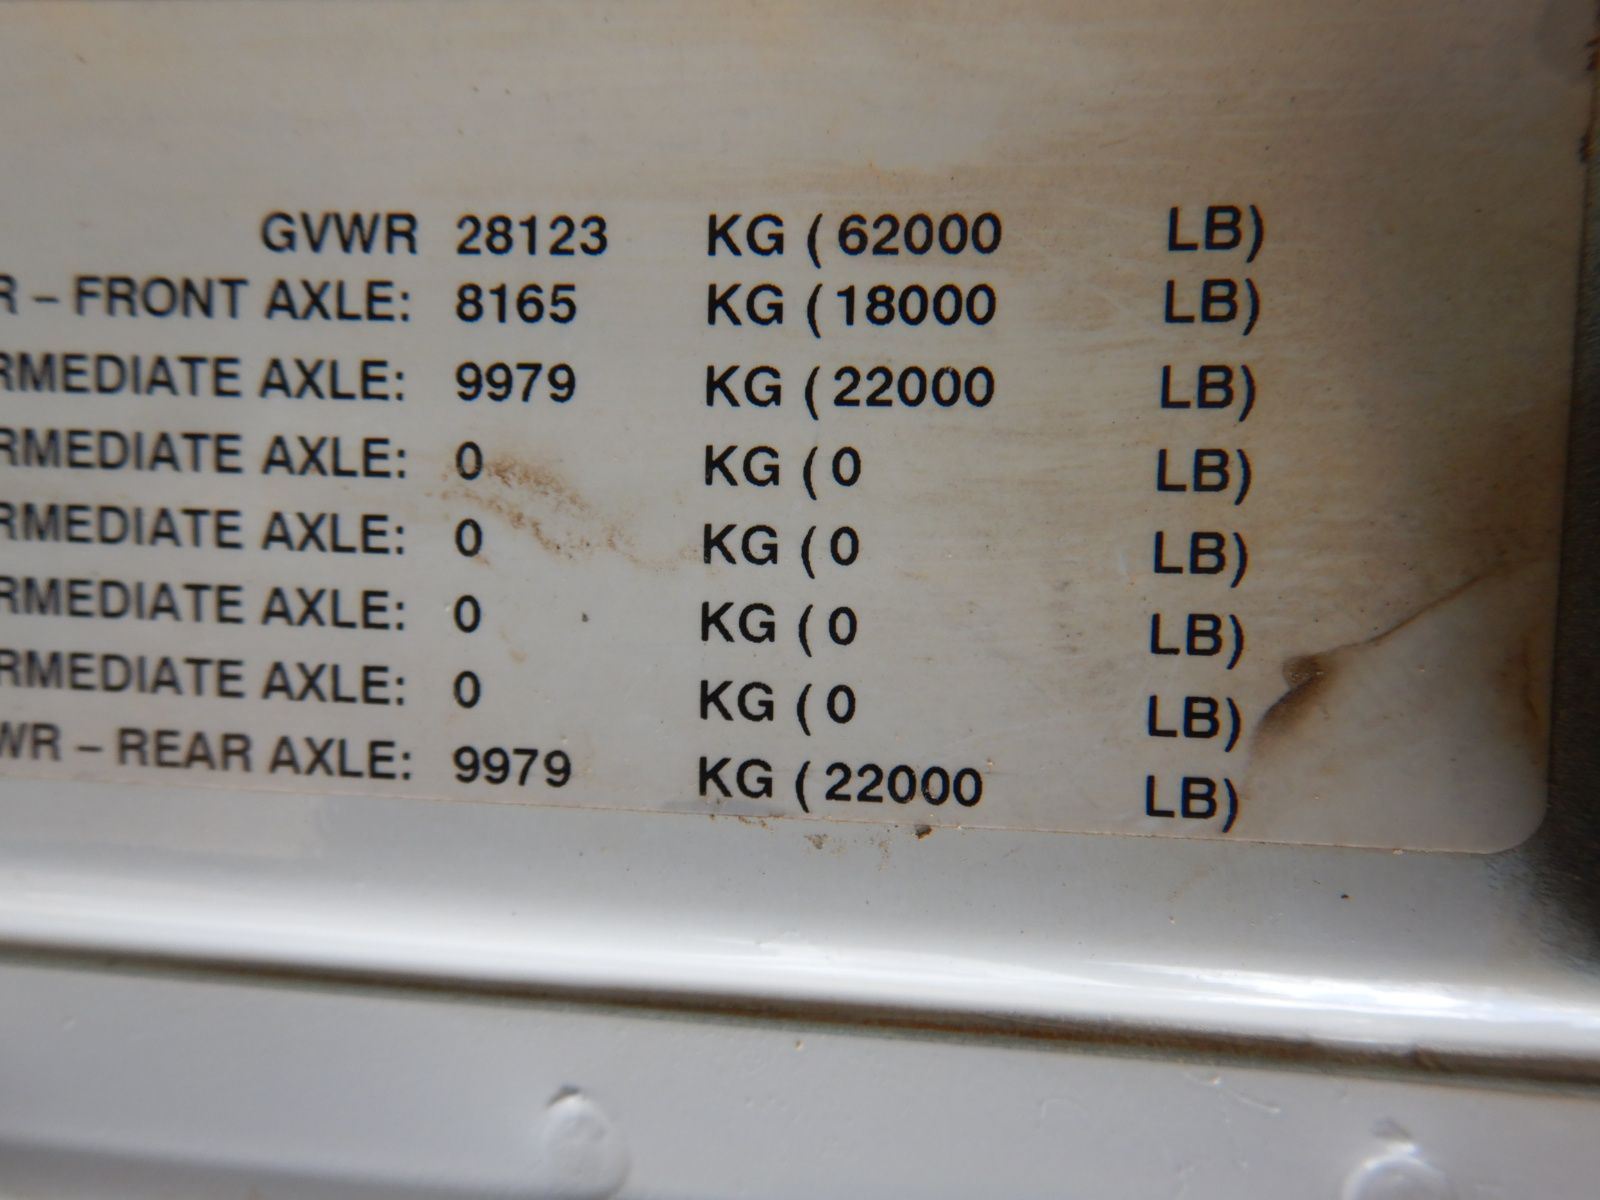 GVWR 28123 KG (62000 LB)
R – FRONT AXLE: 8165 KG (18000 LB)
RMEDIATE AXLE: 9979 KG (22000 LB)
RMEDIATE AXLE: 0 KG (0 LB)
RMEDIATE AXLE: 0 KG (0 LB)
RMEDIATE AXLE: 0 KG (0 LB)
RMEDIATE AXLE: 0 KG (0 LB)
WR – REAR AXLE: 9979 KG (22000 LB)